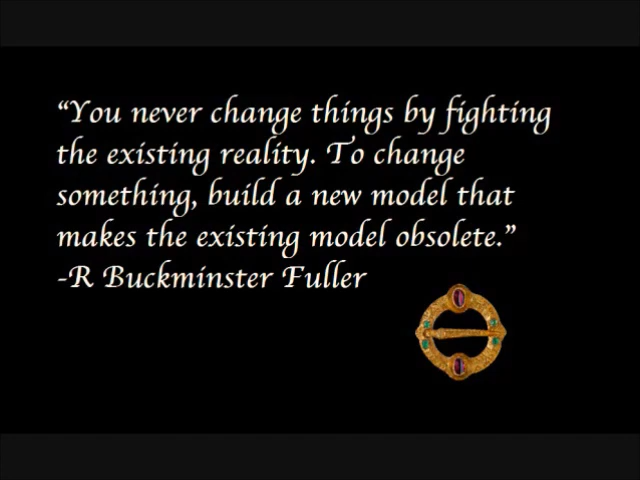 “You never change things by fighting
the existing reality. To change
something, build a new model that
makes the existing model obsolete.”
-R Buckminster Fuller